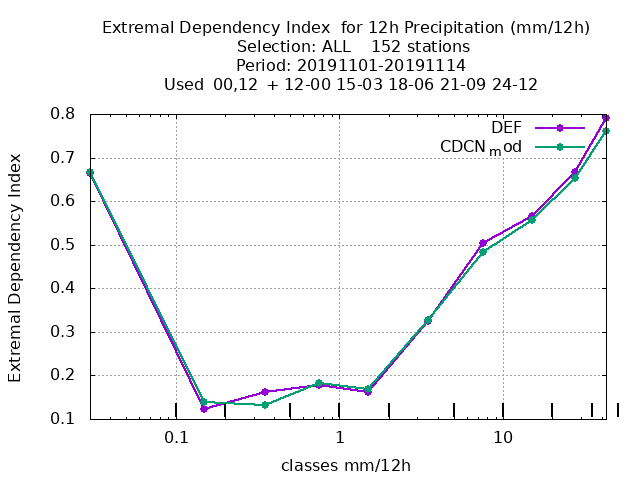 Extremal Dependency Index  for 12h Precipitation (mm/12h)
Selection: ALL    152 stations
Period: 20191101-20191114
Used  00,12  + 12-00 15-03 18-06 21-09 24-12
DEF
CDCNmod
0.8
0.7
0.6
0.5
0.4
0.3
0.2
0.1
Extremal Dependency Index
0.1 1 10
classes mm/12h